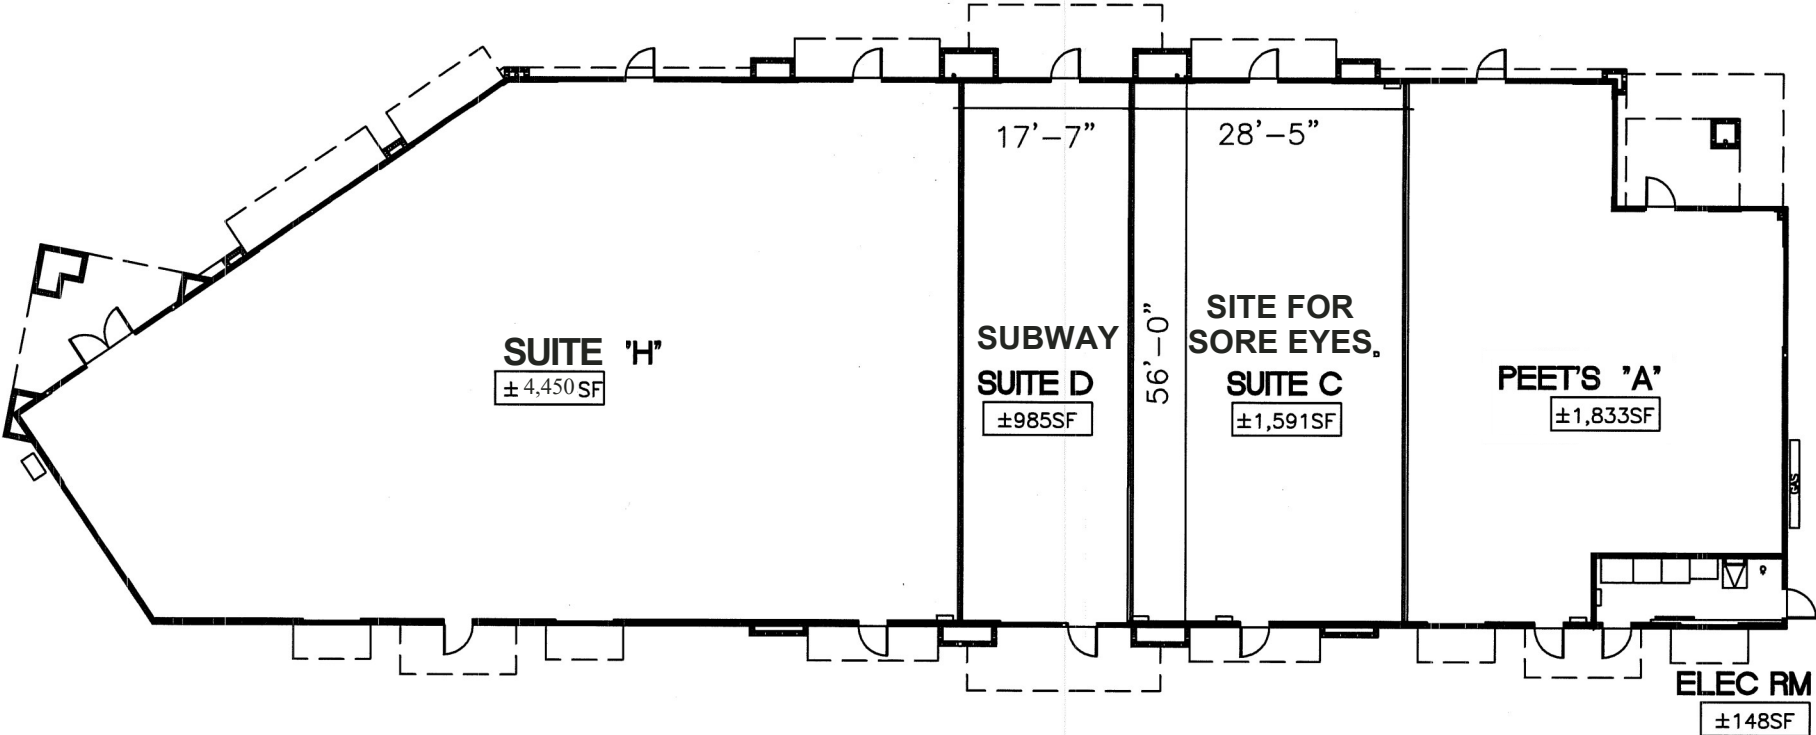 17'-7"
28'-5"
56'-0"
SUITE "H"
± 4,450 SF
SUBWAY
SUITE D
±985SF
SITE FOR
SORE EYES
SUITE C
±1,591SF
PEET'S "A"
±1,833SF
GAS
ELEC RM
±148SF